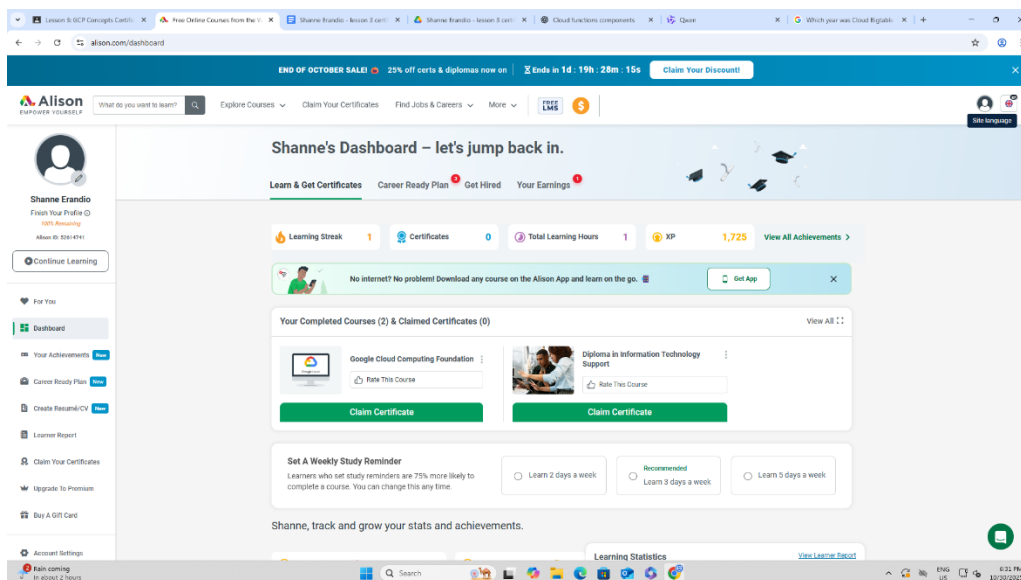 Lesson 3: GCP Concepts Certific
Free Online Courses from the W
Shanne Erandio - lesson 3 certi
Shanne Erandio - lesson 3 certi
Cloud functions components
Qwen
Which year was Cloud Bigtable
alison.com/dashboard
END OF OCTOBER SALE! 25% off certs & diplomas now on Ends in 1d : 19h : 28m : 15s Claim Your Discount!
Alison
EMPOWER YOURSELF
What do you want to learn?
Explore Courses
Claim Your Certificates
Find Jobs & Careers
More
FREE LMS
Site language
Shanne Erandio
Finish Your Profile
100% Remaining
Alison ID: 52614741
Continue Learning
For You
Dashboard
Your Achievements New
Career Ready Plan New
Create Resumé/CV New
Learner Report
Claim Your Certificates
Upgrade To Premium
Buy A Gift Card
Account Settings
Shanne's Dashboard – let's jump back in.
Learn & Get Certificates
Career Ready Plan 3
Get Hired
Your Earnings 1
Learning Streak 1
Certificates 0
Total Learning Hours 1
XP 1,725
View All Achievements
No internet? No problem! Download any course on the Alison App and learn on the go.
Get App
Your Completed Courses (2) & Claimed Certificates (0)
View All
Google Cloud Computing Foundation
Rate This Course
Claim Certificate
Diploma in Information Technology
Support
Rate This Course
Claim Certificate
Set A Weekly Study Reminder
Learners who set study reminders are 75% more likely to
complete a course. You can change this any time.
Learn 2 days a week
Recommended
Learn 3 days a week
Learn 5 days a week
Shanne, track and grow your stats and achievements.
Learning Statistics
View Learner Report
Rain coming
In about 2 hours
Search
ENG
US